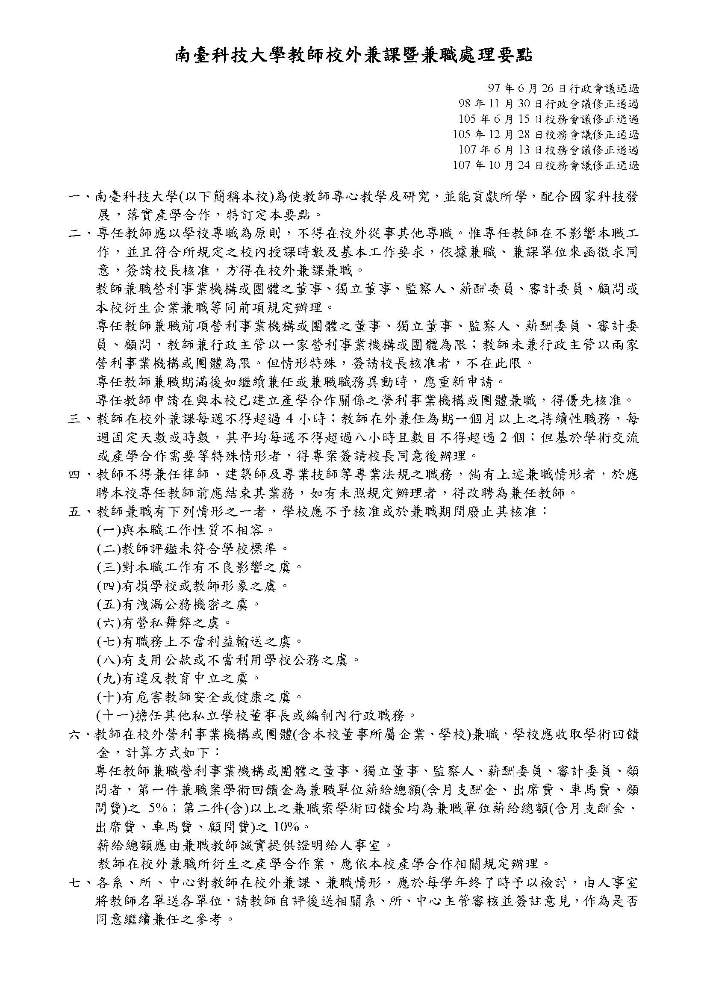 南臺科技大學教師校外兼課暨兼職處理要點
97 年 6 月 26 日行政會議通過
98 年 11 月 30 日行政會議修正通過
105 年 6 月 15 日校務會議修正通過
105 年 12 月 28 日校務會議修正通過
107 年 6 月 13 日校務會議修正通過
107 年 10 月 24 日校務會議修正通過
一、南臺科技大學(以下簡稱本校)為使教師專心教學及研究，並能貢獻所學，配合國家科技發
展，落實產學合作，特訂定本要點。
二、專任教師應以學校專職為原則，不得在校外從事其他專職。惟專任教師在不影響本職工
作，並且符合所規定之校內授課時數及基本工作要求，依據兼職、兼課單位來函徵求同
意，簽請校長核准，方得在校外兼課兼職。
教師兼職營利事業機構或團體之董事、獨立董事、監察人、薪酬委員、審計委員、顧問或
本校衍生企業兼職等同前項規定辦理。
專任教師兼職前項營利事業機構或團體之董事、獨立董事、監察人、薪酬委員、審計委
員、顧問，教師兼行政主管以一家營利事業機構或團體為限；教師未兼行政主管以兩家
營利事業機構或團體為限。但情形特殊，簽請校長核准者，不在此限。
專任教師兼職期滿後如繼續兼任或兼職職務異動時，應重新申請。
專任教師申請在與本校已建立產學合作關係之營利事業機構或團體兼職，得優先核准。
三、教師在校外兼課每週不得超過 4 小時；教師在外兼任為期一個月以上之持續性職務，每
週固定天數或時數，其平均每週不得超過八小時且數目不得超過 2 個；但基於學術交流
或產學合作需要等特殊情形者，得專案簽請校長同意後辦理。
四、教師不得兼任律師、建築師及專業技師等專業法規之職務，倘有上述兼職情形者，於應
聘本校專任教師前應結束其業務，如有未照規定辦理者，得改聘為兼任教師。
五、教師兼職有下列情形之一者，學校應不予核准或於兼職期間廢止其核准：
(一)與本職工作性質不相容。
(二)教師評鑑未符合學校標準。
(三)對本職工作有不良影響之虞。
(四)有損學校或教師形象之虞。
(五)有洩漏公務機密之虞。
(六)有營私舞弊之虞。
(七)有職務上不當利益輸送之虞。
(八)有支用公款或不當利用學校公務之虞。
(九)有違反教育中立之虞。
(十)有危害教師安全或健康之虞。
(十一)擔任其他私立學校董事長或編制內行政職務。
六、教師在校外營利事業機構或團體(含本校董事所屬企業、學校)兼職，學校應收取學術回饋
金，計算方式如下：
專任教師兼職營利事業機構或團體之董事、獨立董事、監察人、薪酬委員、審計委員、顧
問者，第一件兼職案學術回饋金為兼職單位薪給總額(含月支酬金、出席費、車馬費、顧
問費)之 5%；第二件(含)以上之兼職案學術回饋金均為兼職單位薪給總額(含月支酬金、
出席費、車馬費、顧問費)之 10%。
薪給總額應由兼職教師誠實提供證明給人事室。
教師在校外兼職所衍生之產學合作案，應依本校產學合作相關規定辦理。
七、各系、所、中心對教師在校外兼課、兼職情形，應於每學年終了時予以檢討，由人事室
將教師名單送各單位，請教師自評後送相關系、所、中心主管審核並簽註意見，作為是否
同意繼續兼任之參考。